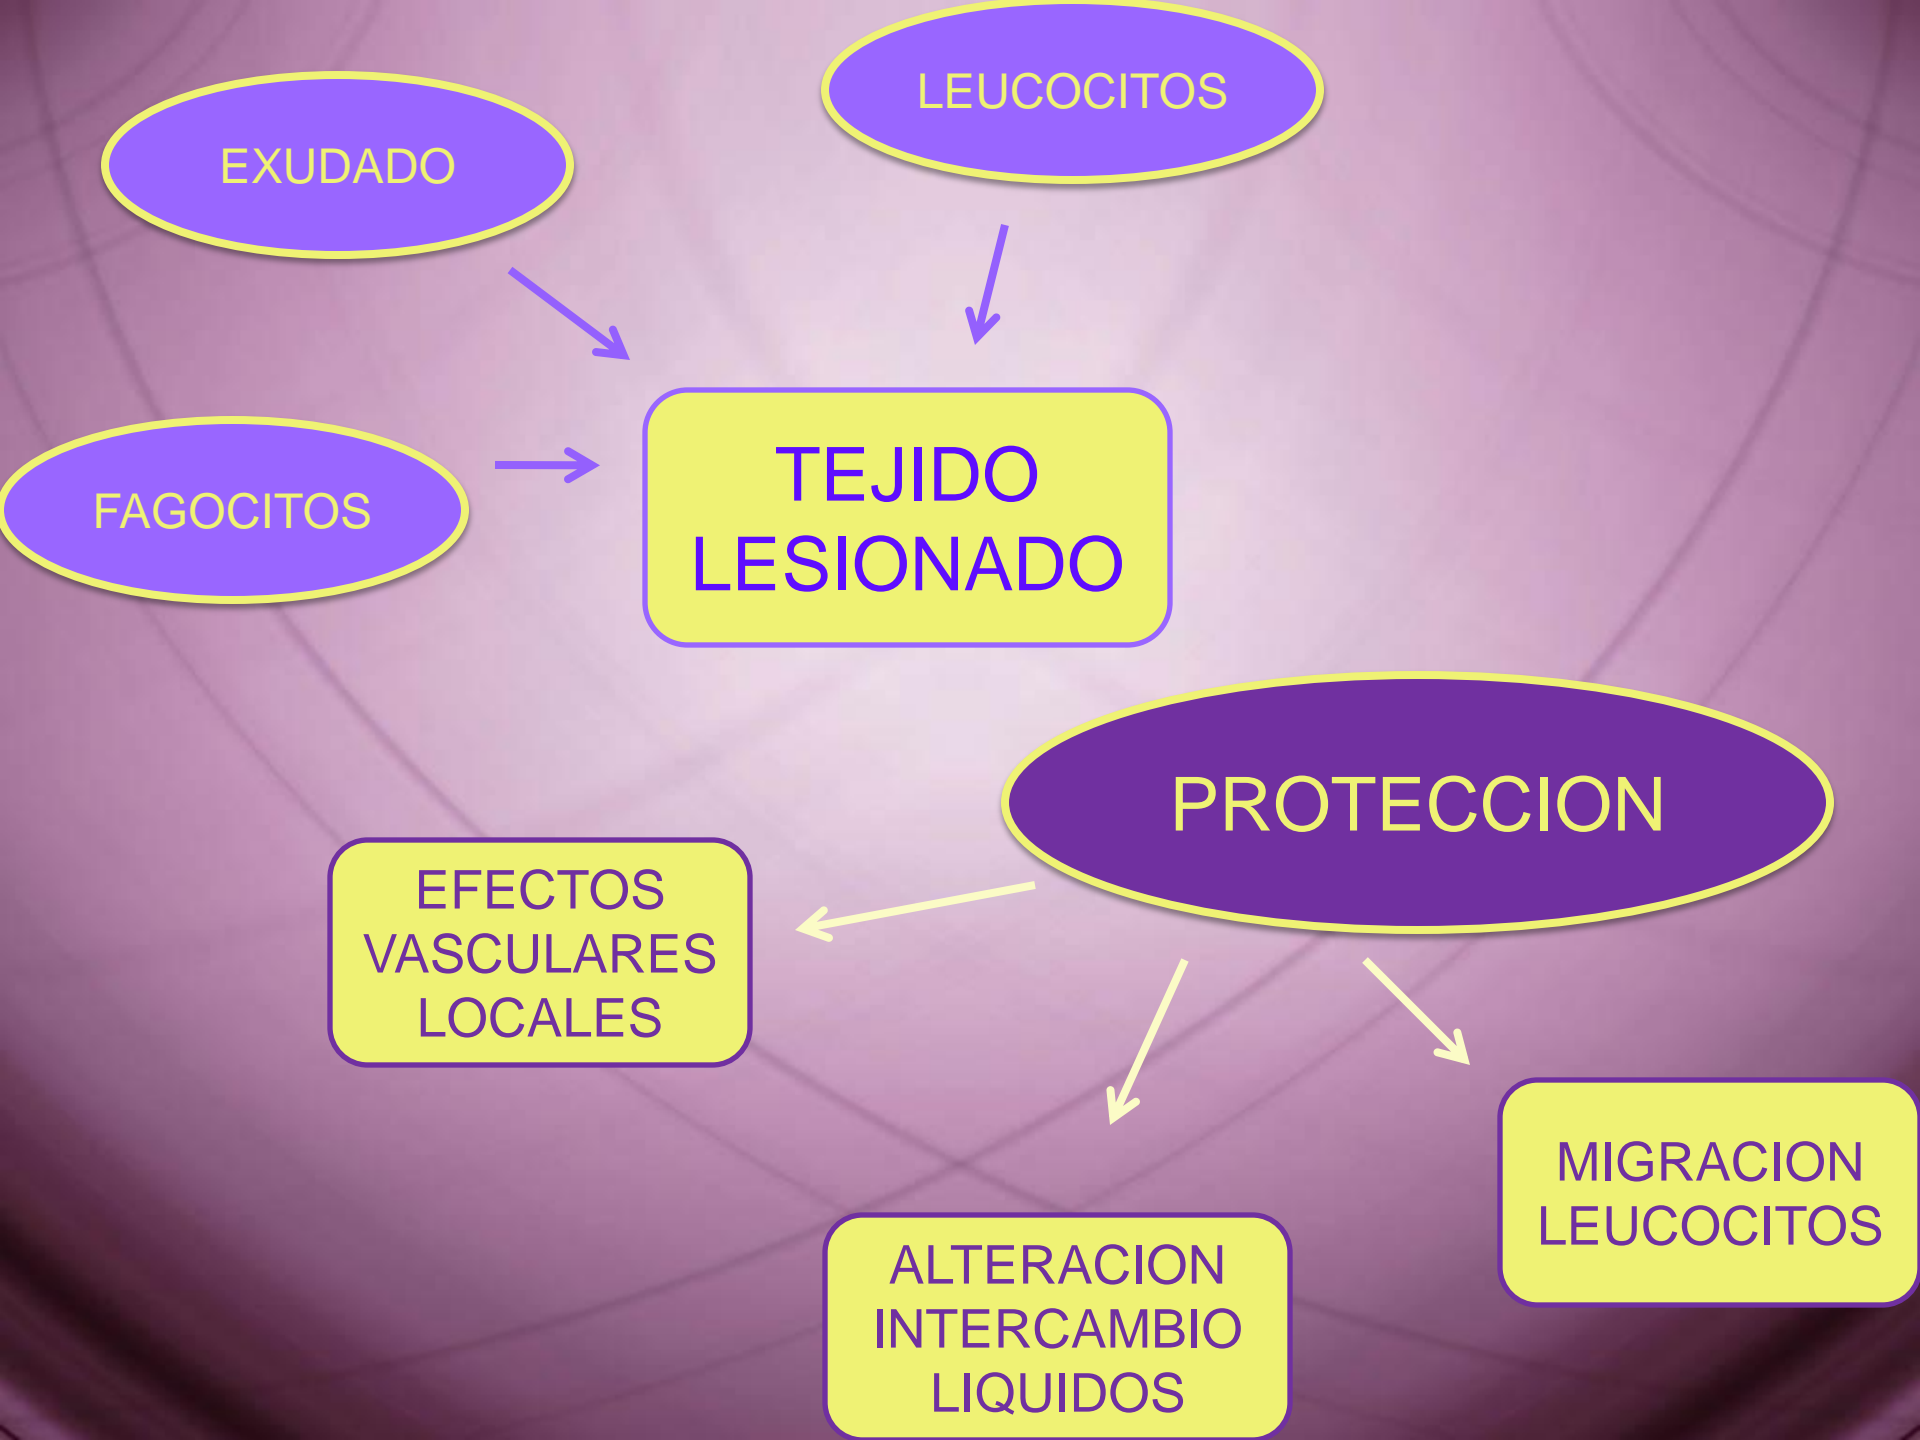 LEUCOCITOS
EXUDADO
FAGOCITOS
TEJIDO
LESIONADO
PROTECCION
EFECTOS
VASCULARES
LOCALES
MIGRACION
LEUCOCITOS
ALTERACION
INTERCAMBIO
LIQUIDOS